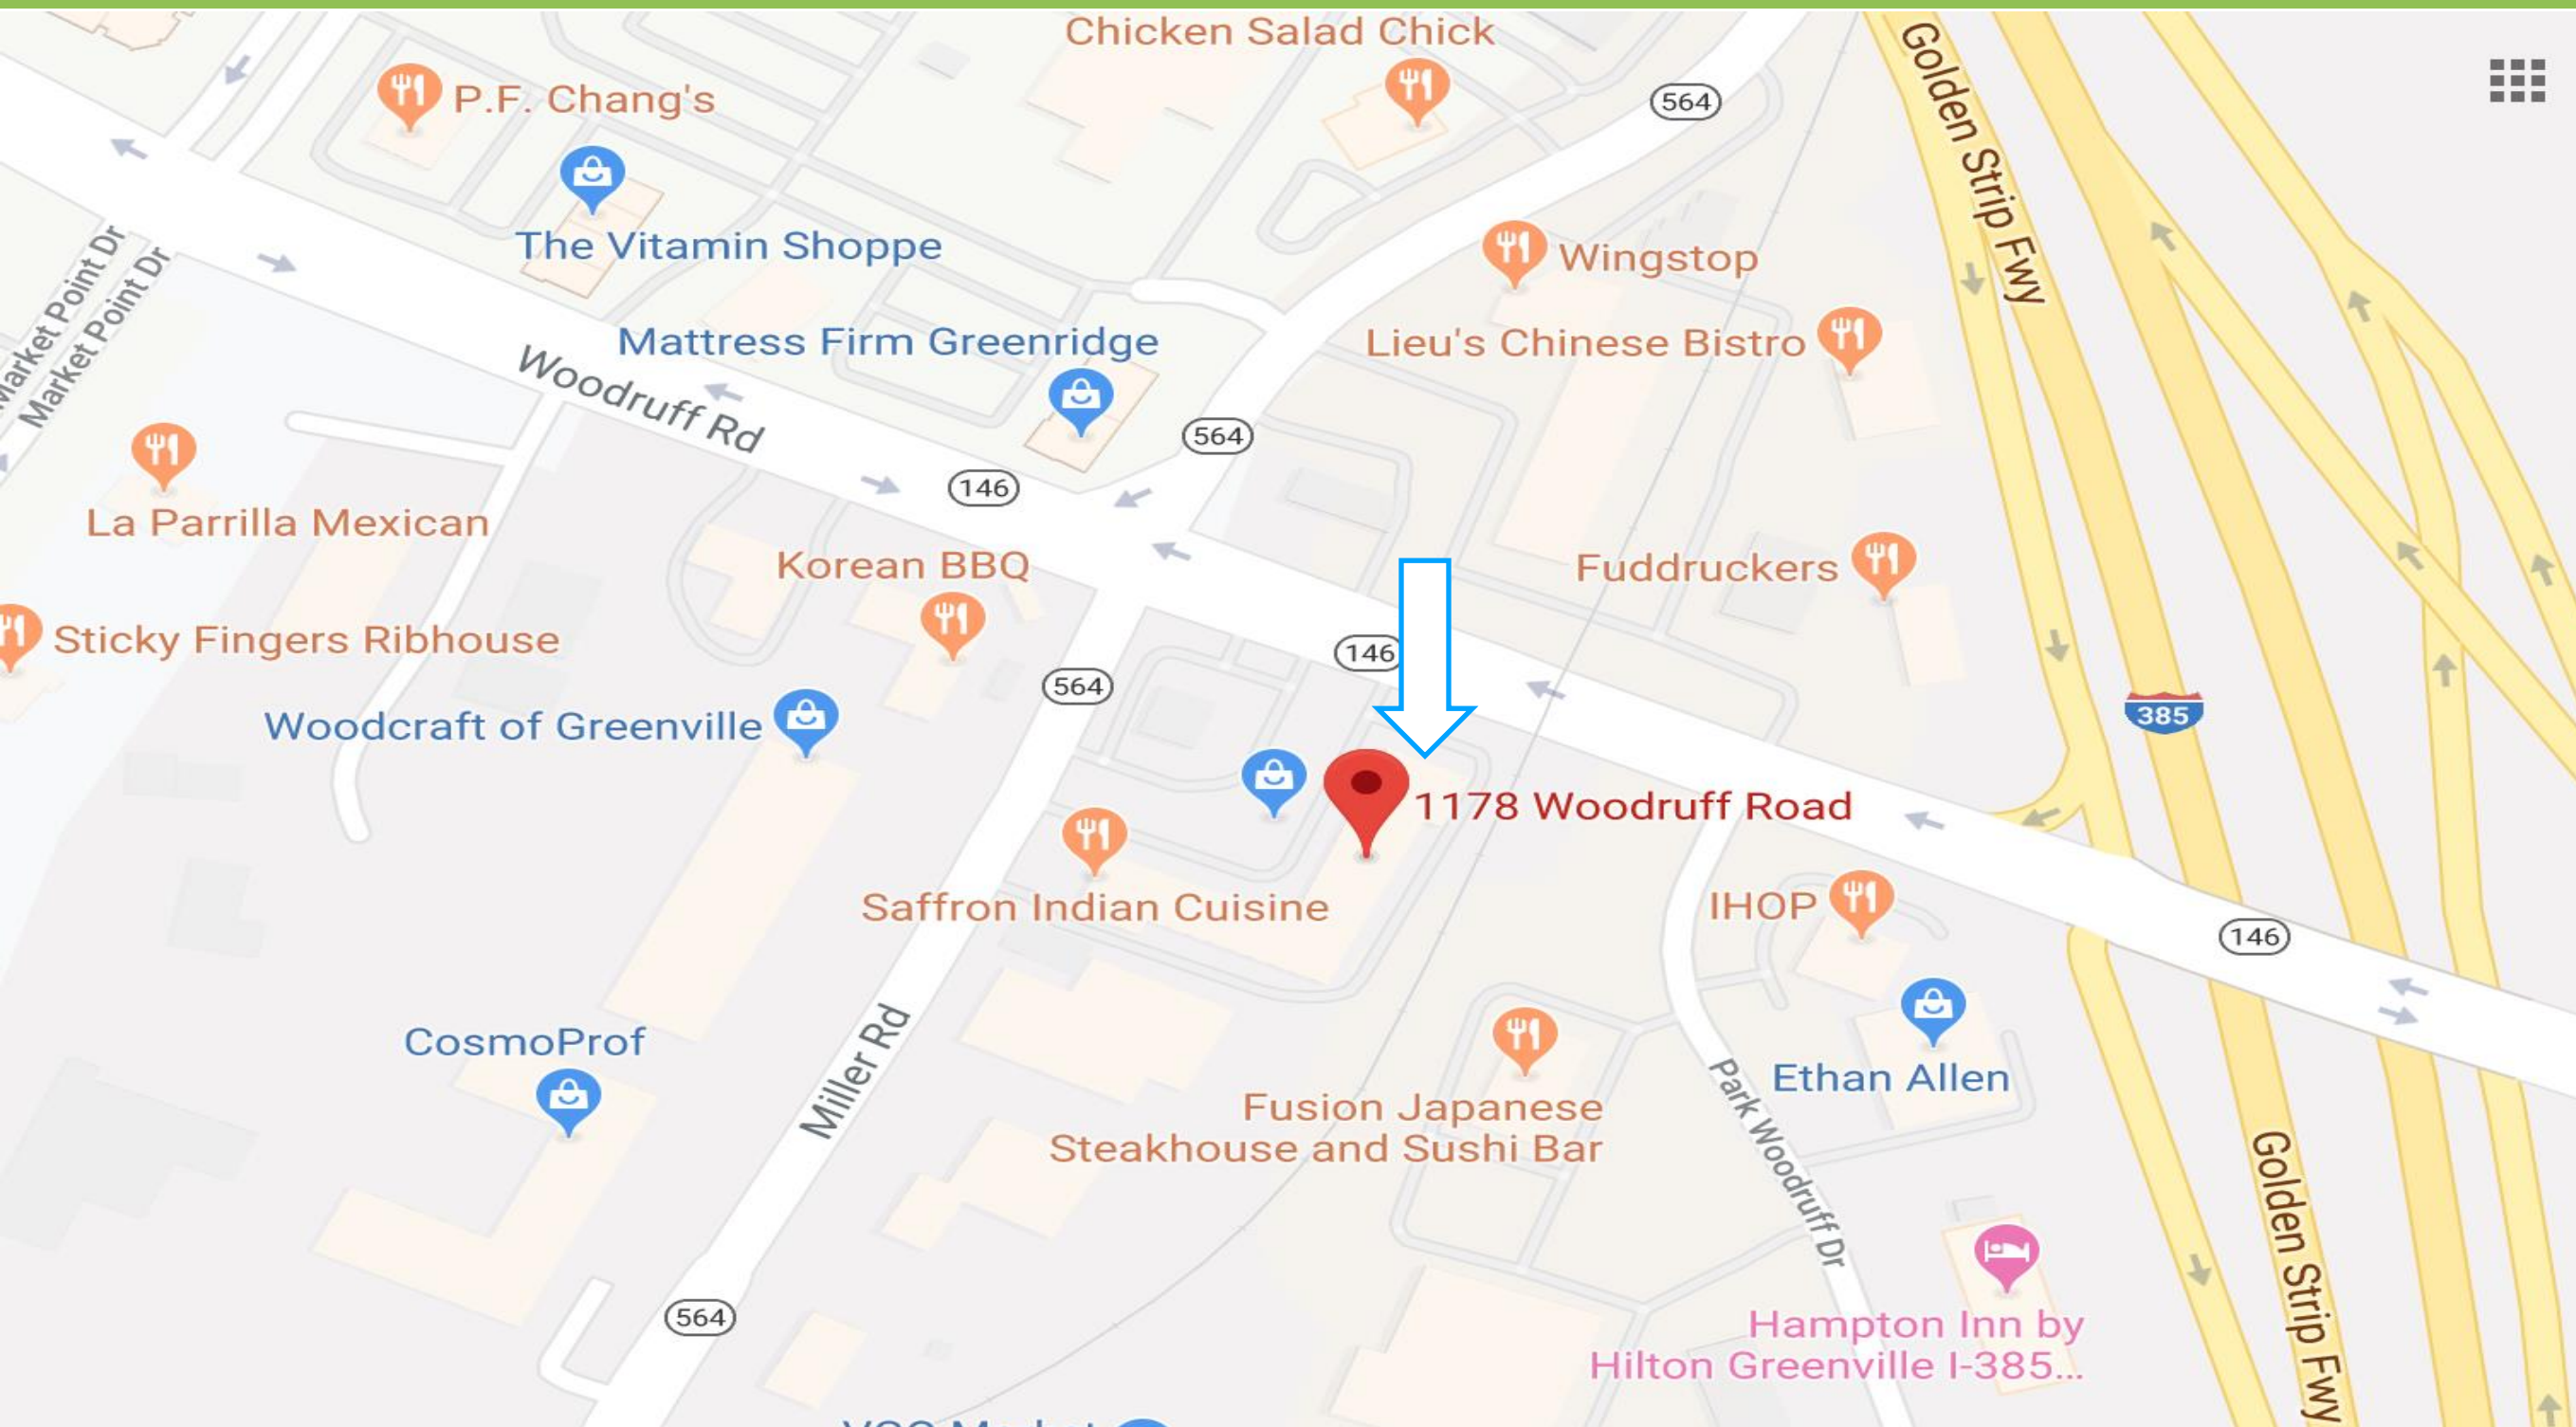 Chicken Salad Chick
P.F. Chang's
564
Golden Strip Fwy
The Vitamin Shoppe
Wingstop
Market Point Dr
Market Point Dr
Mattress Firm Greenridge
Lieu's Chinese Bistro
Woodruff Rd
564
146
La Parrilla Mexican
Korean BBQ
Fuddruckers
Sticky Fingers Ribhouse
146
564
385
Woodcraft of Greenville
1178 Woodruff Road
Saffron Indian Cuisine
IHOP
146
CosmoProf
Miller Rd
Ethan Allen
Fusion Japanese
Steakhouse and Sushi Bar
Park Woodruff Dr
Golden Strip Fwy
564
Hampton Inn by
Hilton Greenville I-385...